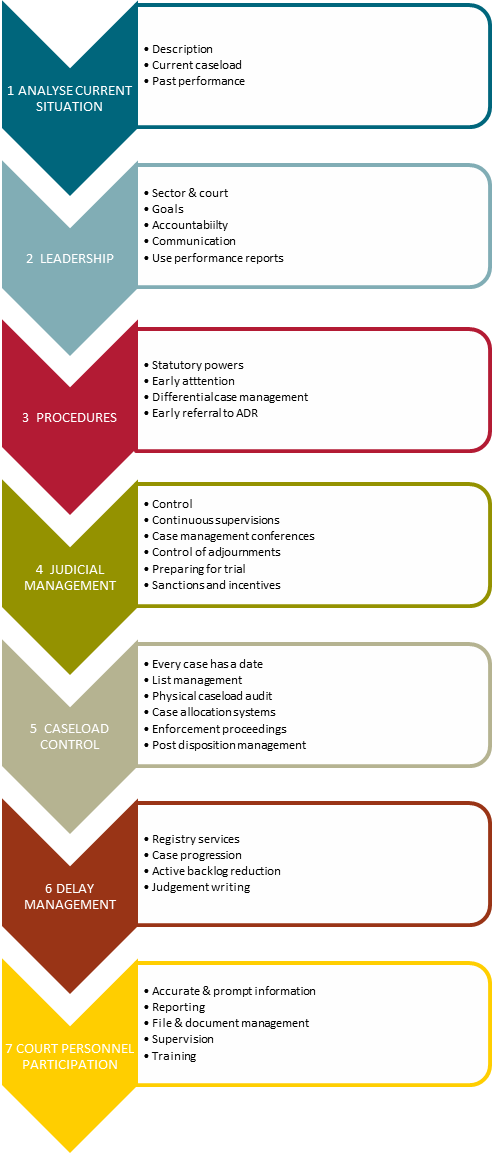 1 ANALYSE CURRENT
SITUATION
• Description
• Current caseload
• Past performance
2 LEADERSHIP
• Sector & court
• Goals
• Accountabiilty
• Communication
• Use performance reports
3 PROCEDURES
• Statutory powers
• Early atttention
• Differential case management
• Early referral to ADR
4 JUDICIAL
MANAGEMENT
• Control
• Continuous supervisions
• Case management conferences
• Control of adjournments
• Preparing for trial
• Sanctions and incentives
5 CASELOAD
CONTROL
• Every case has a date
• List management
• Physical caseload audit
• Case allocation systems
• Enforcement proceedings
• Post disposition management
6 DELAY
MANAGEMENT
• Registry services
• Case progression
• Active backlog reduction
• Judgement writing
7 COURT PERSONNEL
PARTICIPATION
• Accurate & prompt information
• Reporting
• File & document management
• Supervision
• Training